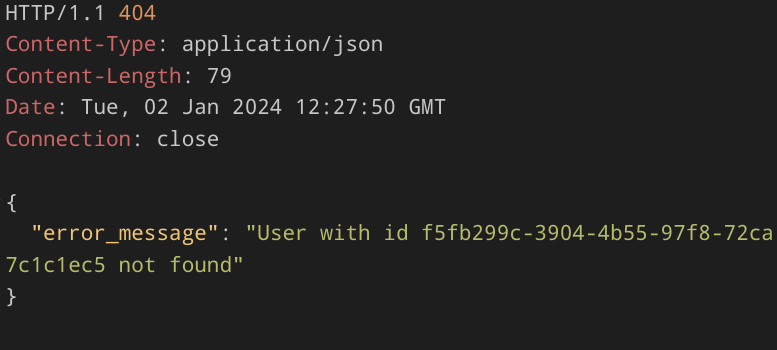 HTTP/1.1 404
Content-Type: application/json
Content-Length: 79
Date: Tue, 02 Jan 2024 12:27:50 GMT
Connection: close

{
  "error_message": "User with id f5fb299c-3904-4b55-97f8-72ca
7c1c1ec5 not found"
}